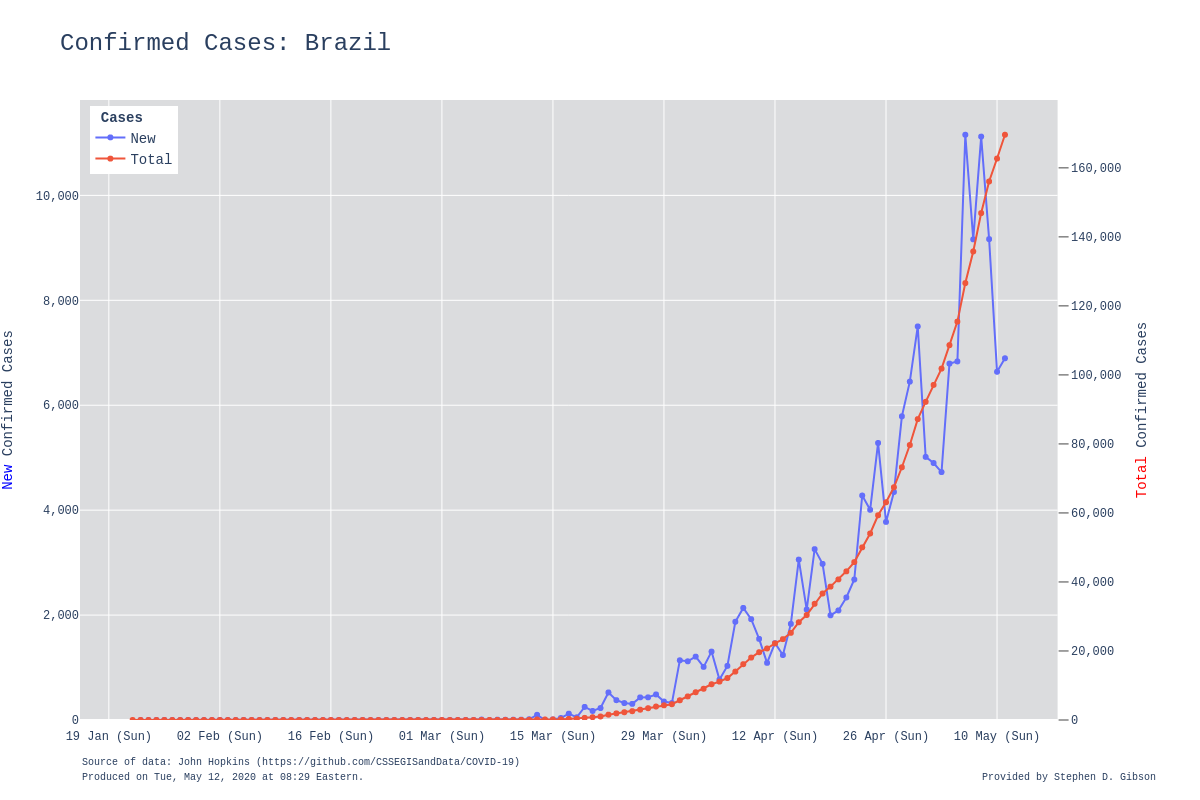 Confirmed Cases: Brazil
Cases
New
Total
10,000
8,000
6,000
4,000
2,000
0
New Confirmed Cases
160,000
140,000
120,000
100,000
80,000
60,000
40,000
20,000
0
Total Confirmed Cases
19 Jan (Sun) 02 Feb (Sun) 16 Feb (Sun) 01 Mar (Sun) 15 Mar (Sun) 29 Mar (Sun) 12 Apr (Sun) 26 Apr (Sun) 10 May (Sun)
Source of data: John Hopkins (https://github.com/CSSEGISandData/COVID-19)
Produced on Tue, May 12, 2020 at 08:29 Eastern.
Provided by Stephen D. Gibson